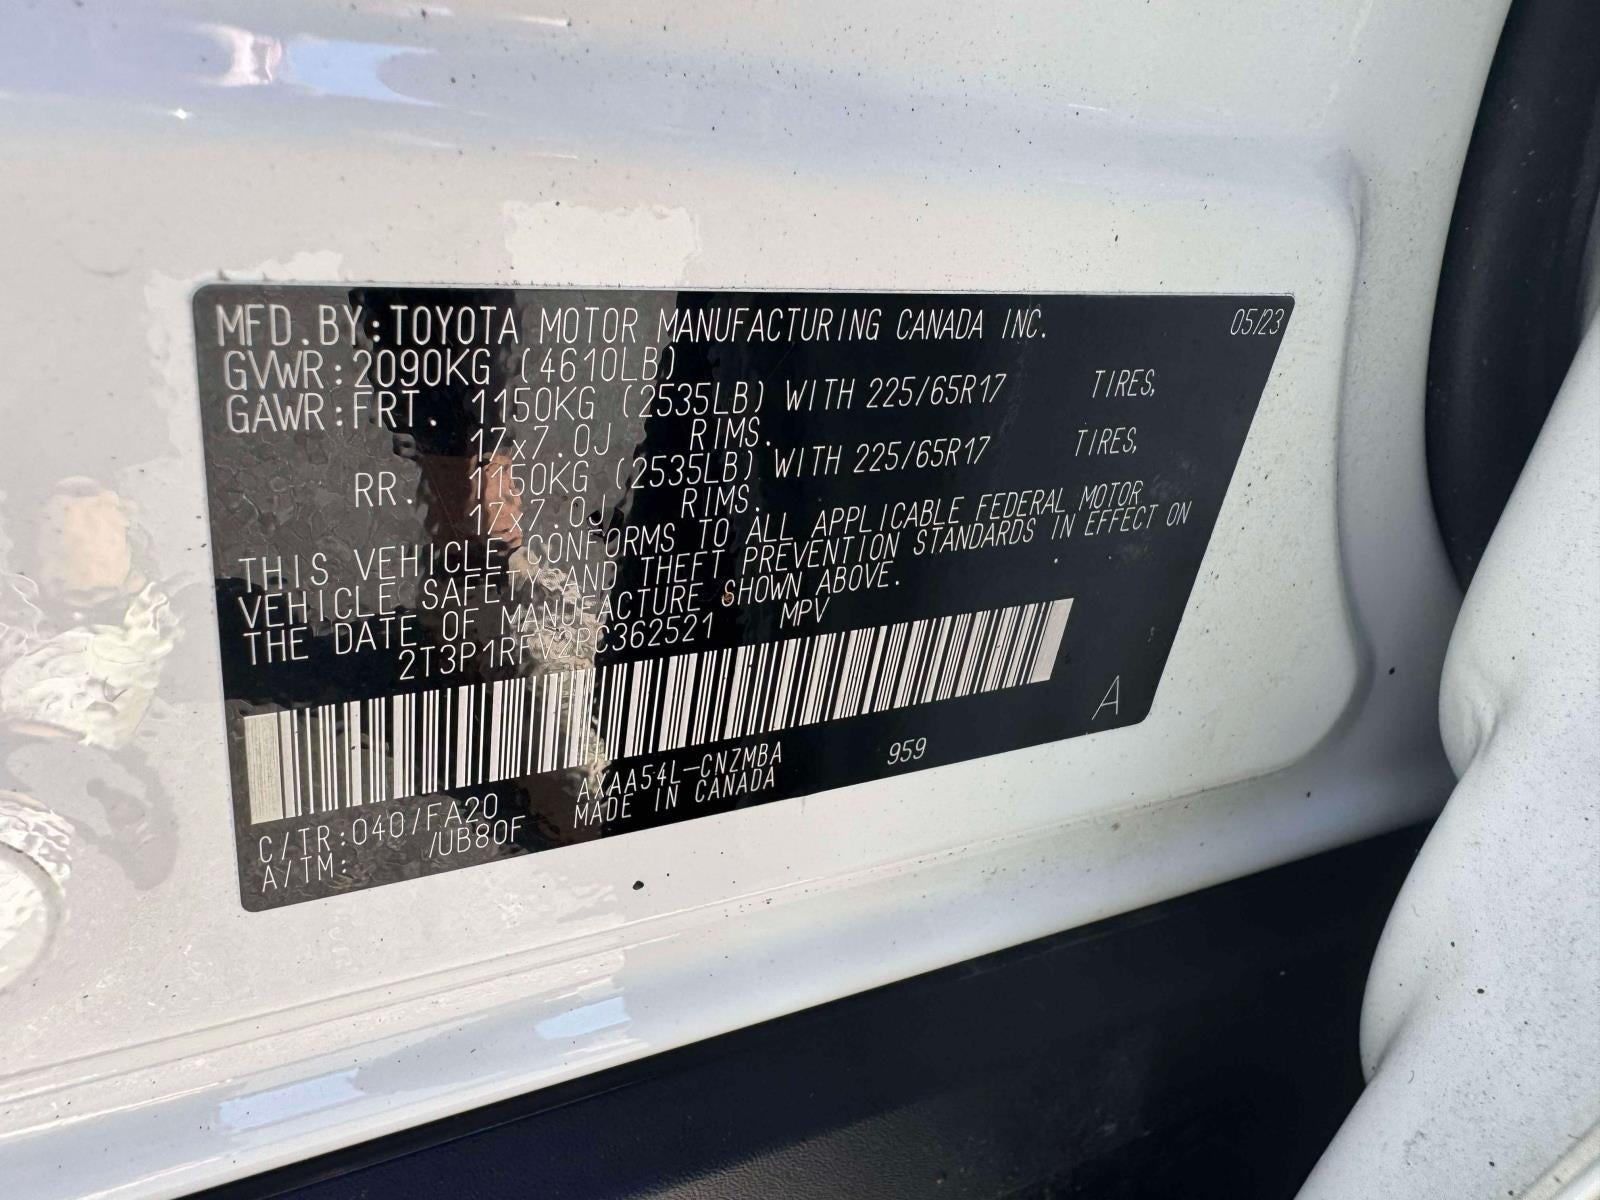 MFD.BY:TOYOTA MOTOR MANUFACTURING CANADA INC. 05/23
GVWR:2090KG (4610LB)
GAWR:FRT. 1150KG (2535LB) WITH 225/65R17 TIRES,
17x7.0J RIMS.
RR. 1150KG (2535LB) WITH 225/65R17 TIRES,
17x7.0J RIMS.
THIS VEHICLE CONFORMS TO ALL APPLICABLE FEDERAL MOTOR
VEHICLE SAFETY AND THEFT PREVENTION STANDARDS IN EFFECT ON
THE DATE OF MANUFACTURE SHOWN ABOVE.
2T3P1RFV2PC362521 MPV
A
C/TR:040/FA20 AXAA54L-CNZMBA 959
A/TM: /UB80F MADE IN CANADA